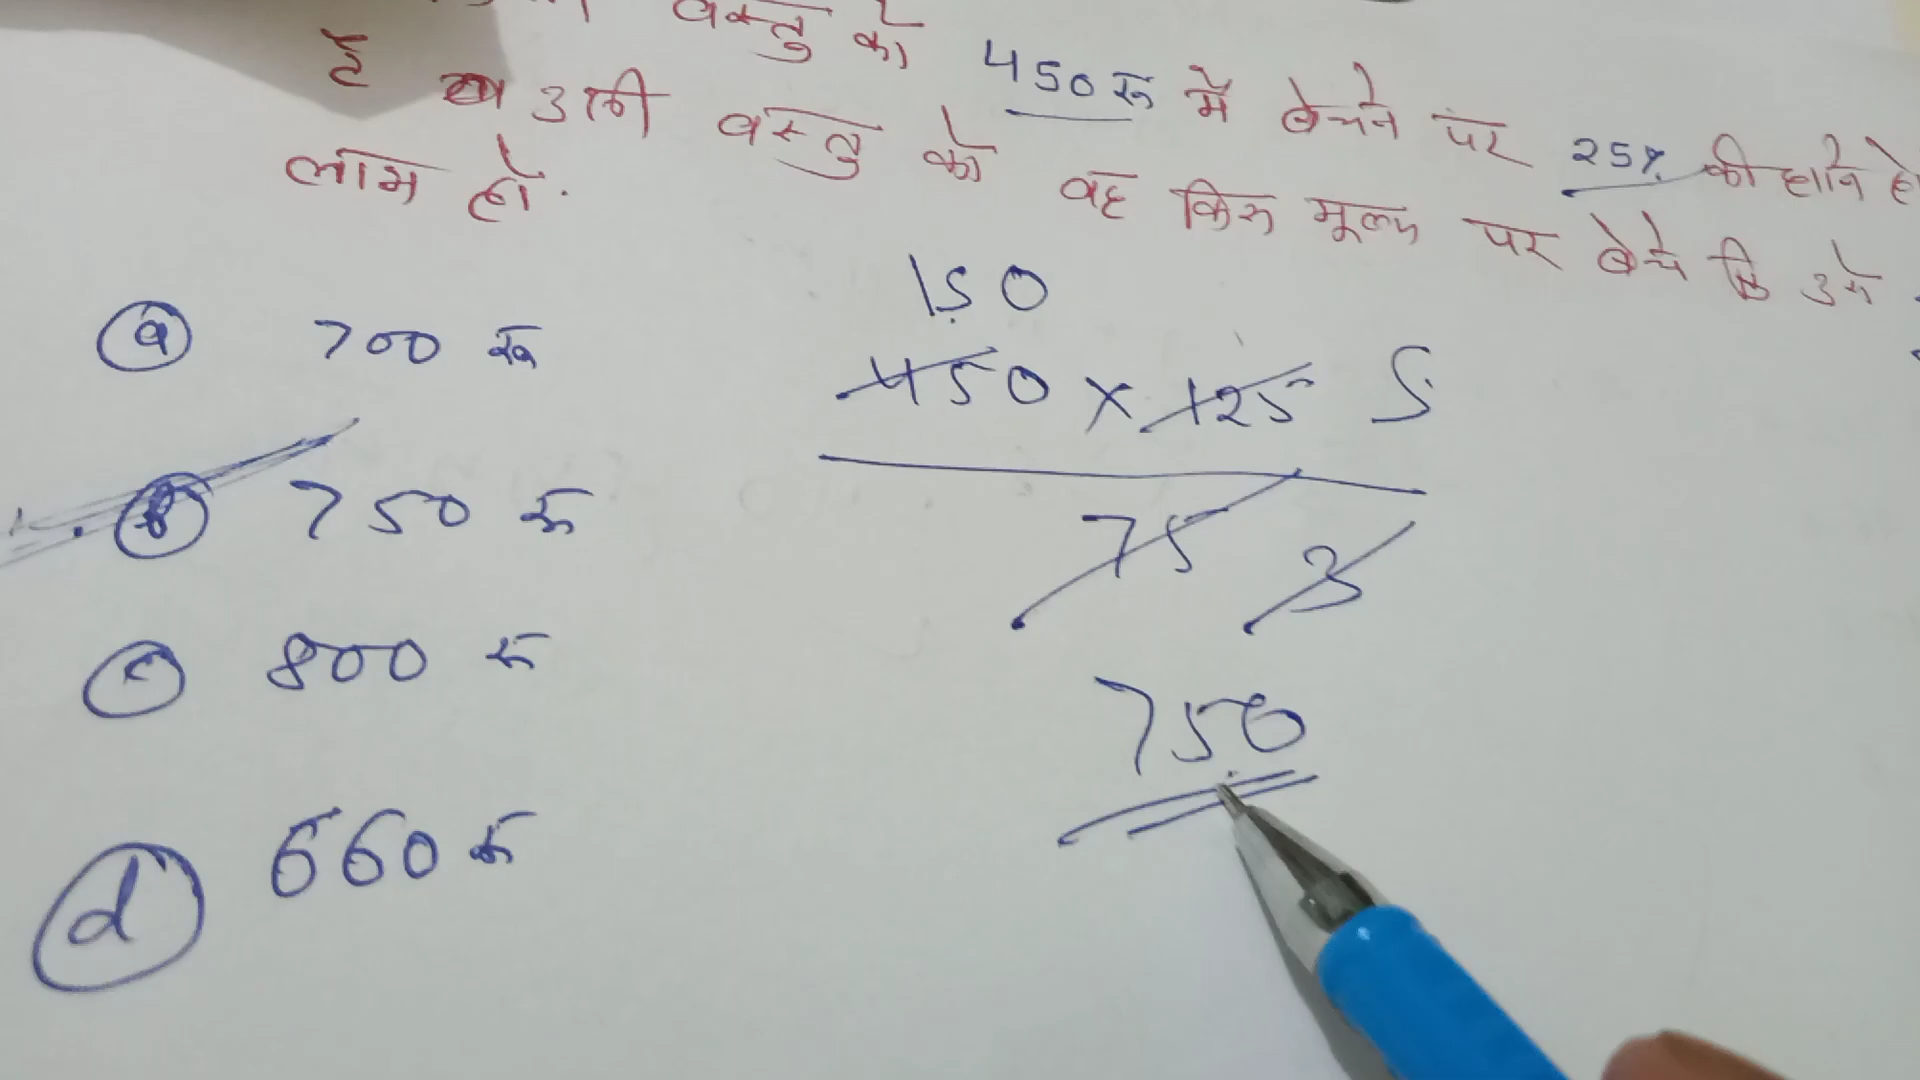 वस्तु को 450 रू में बेचने पर 25% की हानि हो
है उसी वस्तु को वह किस मूल्य पर बेचे कि उसे
लाभ हो.
150
450 × 125 5
75 3
750
a 700 रू
b 750 रू
c 800 रू
d 660 रू